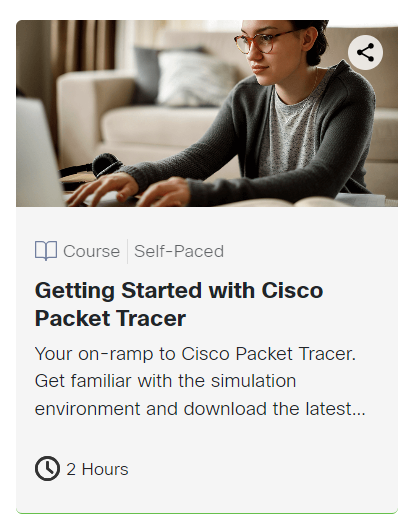 Course | Self-Paced
Getting Started with Cisco
Packet Tracer
Your on-ramp to Cisco Packet Tracer.
Get familiar with the simulation
environment and download the latest...
2 Hours